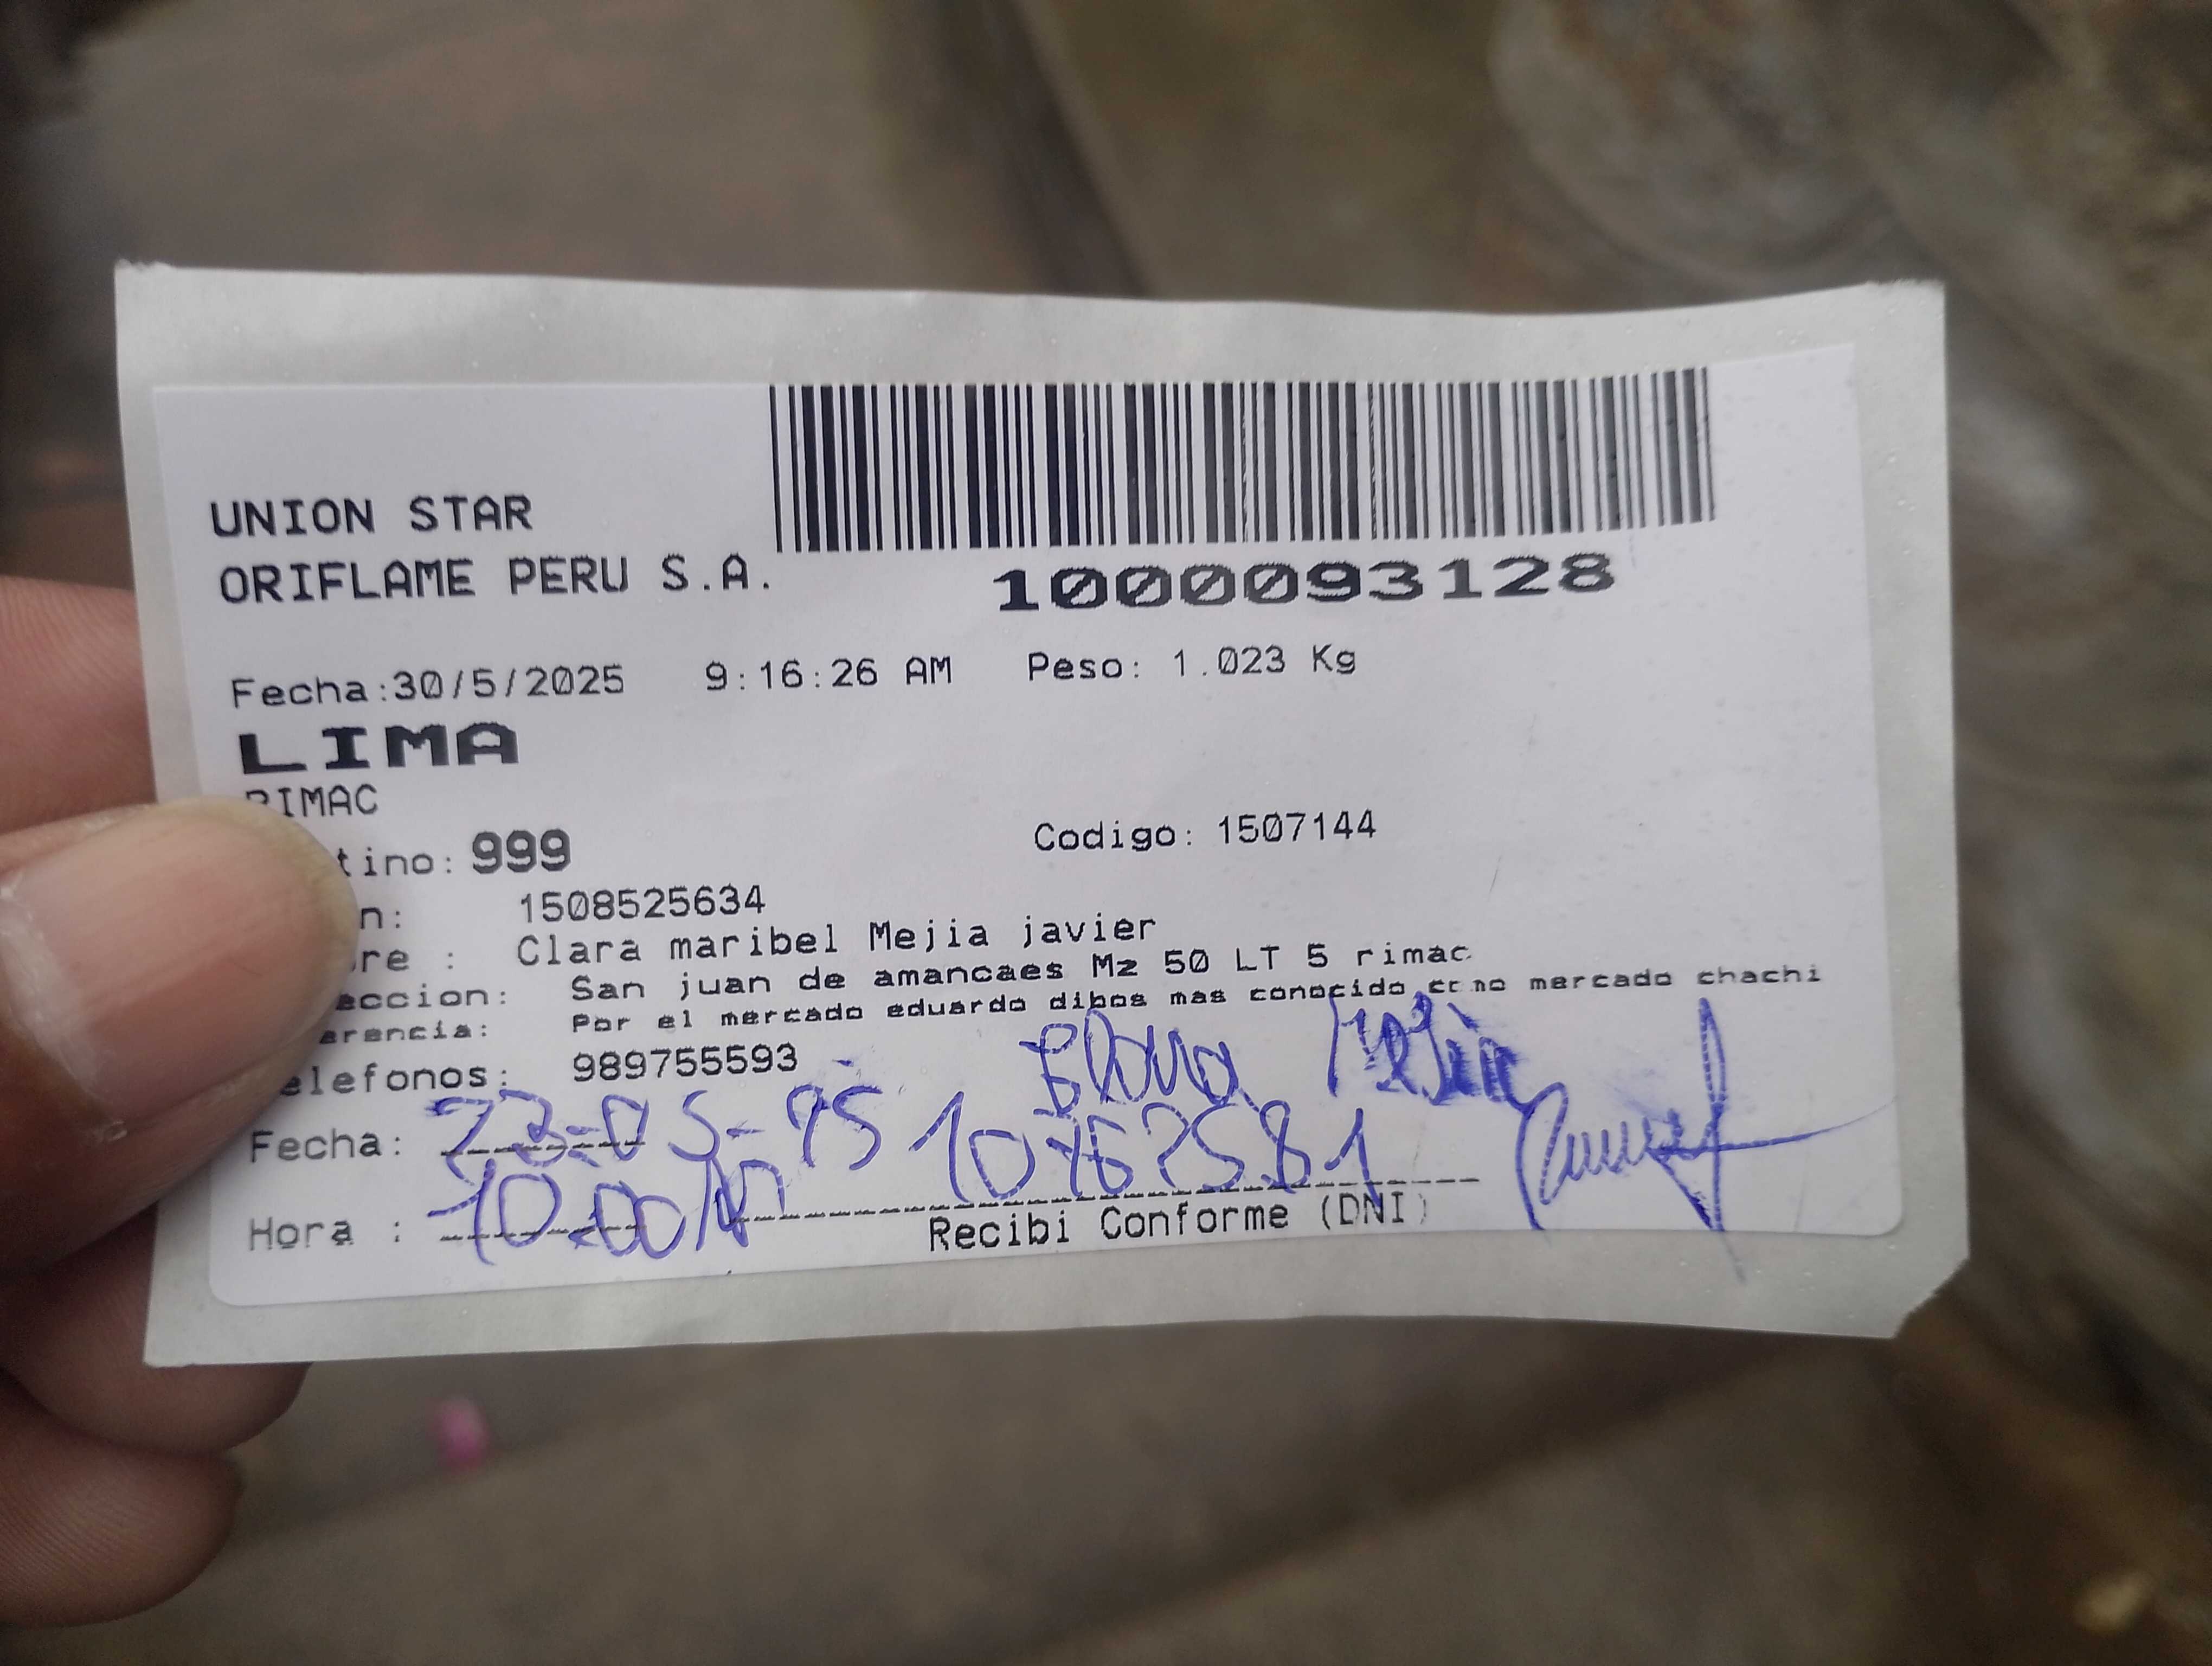 UNION STAR
ORIFLAME PERU S.A.
1000093128
Fecha:30/5/2025 9:16:26 AM Peso: 1.023 Kg
LIMA
RIMAC
tino: 999 Codigo: 1507144
n: 1508525634
re : Clara maribel Mejia javier
eccion: San juan de amancaes Mz 50 LT 5 rimac
erencia: Por el mercado eduardo dibos mas conocido como mercado chachi
elefonos: 989755593
Mejia
Fecha:
Hora : 10:00
Recibi Conforme (DNI)